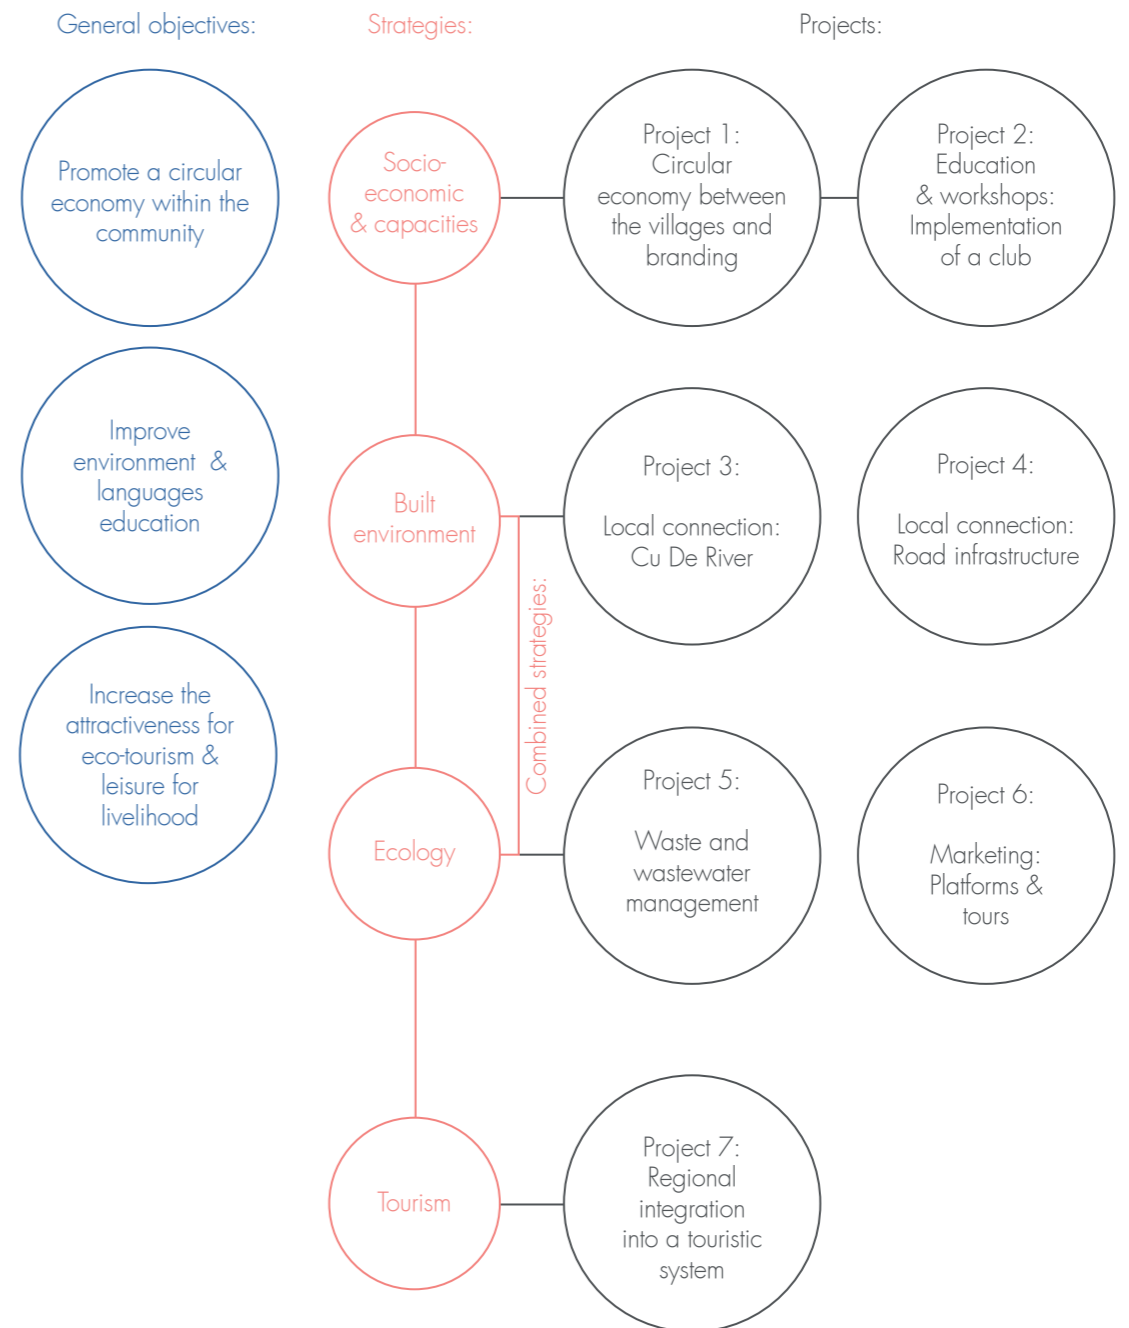 General objectives:
Strategies:
Projects:
Promote a circular
economy within the
community
Improve
environment &
languages
education
Increase the
attractiveness for
eco-tourism &
leisure for
livelihood
Socio-
economic
& capacities
Built
environment
Combined strategies:
Ecology
Tourism
Project 1:
Circular
economy between
the villages and
branding
Project 2:
Education
& workshops:
Implementation
of a club
Project 3:
Local connection:
Cu De River
Project 4:
Local connection:
Road infrastructure
Project 5:
Waste and
wastewater
management
Project 6:
Marketing:
Platforms &
tours
Project 7:
Regional
integration
into a touristic
system